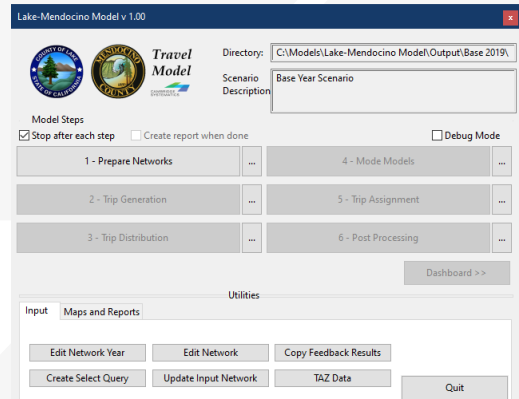 Lake-Mendocino Model v 1.00
x
COUNTY OF LAKE
STATE OF CALIFORNIA
MENDOCINO
COUNTY
Travel
Model
CAMBRIDGE
SYSTEMATICS
Directory: C:\Models\Lake-Mendocino Model\Output\Base 2019\
Scenario
Description
Base Year Scenario
Model Steps
Stop after each step Create report when done Debug Mode
1 - Prepare Networks ... 4 - Mode Models ...
2 - Trip Generation ... 5 - Trip Assignment ...
3 - Trip Distribution ... 6 - Post Processing ...
Dashboard >>
Utilities
Input Maps and Reports
Edit Network Year Edit Network Copy Feedback Results
Create Select Query Update Input Network TAZ Data
Quit